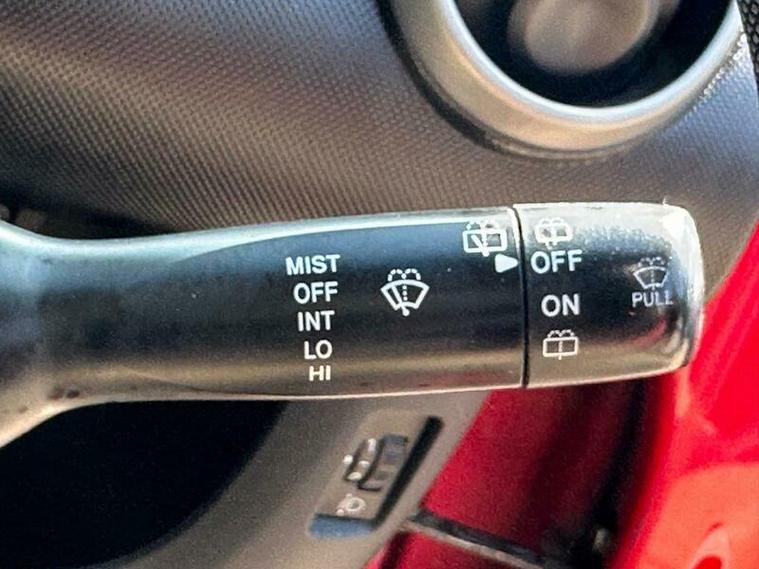 MIST
OFF
INT
LO
HI
OFF
ON
PULL